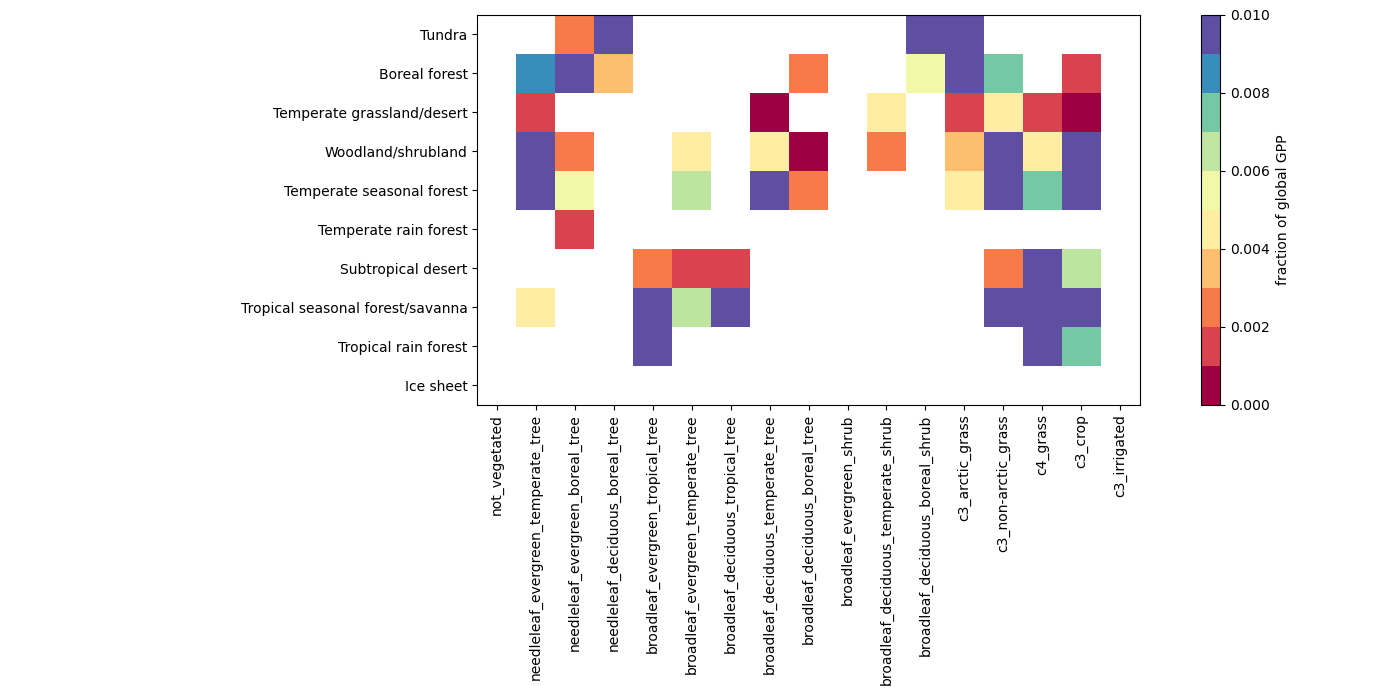 Tundra
Boreal forest
Temperate grassland/desert
Woodland/shrubland
Temperate seasonal forest
Temperate rain forest
Subtropical desert
Tropical seasonal forest/savanna
Tropical rain forest
Ice sheet
not_vegetated
needleleaf_evergreen_temperate_tree
needleleaf_evergreen_boreal_tree
needleleaf_deciduous_boreal_tree
broadleaf_evergreen_tropical_tree
broadleaf_evergreen_temperate_tree
broadleaf_deciduous_tropical_tree
broadleaf_deciduous_temperate_tree
broadleaf_deciduous_boreal_tree
broadleaf_evergreen_shrub
broadleaf_deciduous_temperate_shrub
broadleaf_deciduous_boreal_shrub
c3_arctic_grass
c3_non-arctic_grass
c4_grass
c3_crop
c3_irrigated
0.010
0.008
0.006
0.004
0.002
0.000
fraction of global GPP